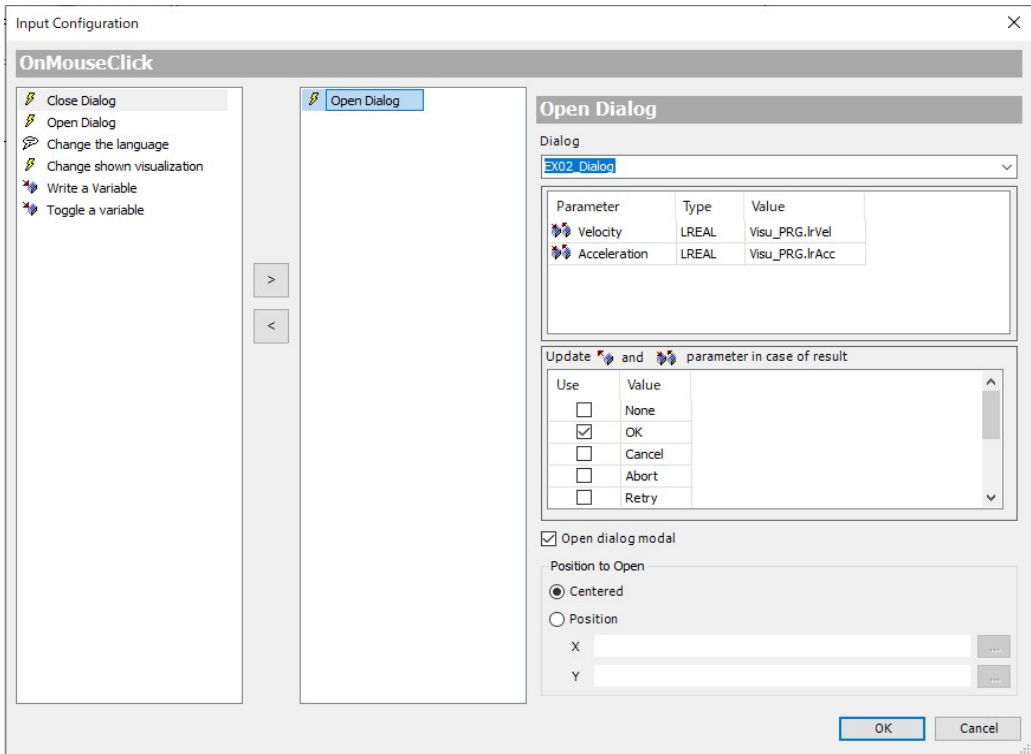 Input Configuration
OnMouseClick
Close Dialog
Open Dialog
Change the language
Change shown visualization
Write a Variable
Toggle a variable
>
<
Open Dialog
Open Dialog
Dialog
EX02_Dialog
Parameter Type Value
Velocity LREAL Visu_PRG.lrVel
Acceleration LREAL Visu_PRG.lrAcc
Update and parameter in case of result
Use Value
None
OK
Cancel
Abort
Retry
Open dialog modal
Position to Open
Centered
Position
X ...
Y ...
OK Cancel